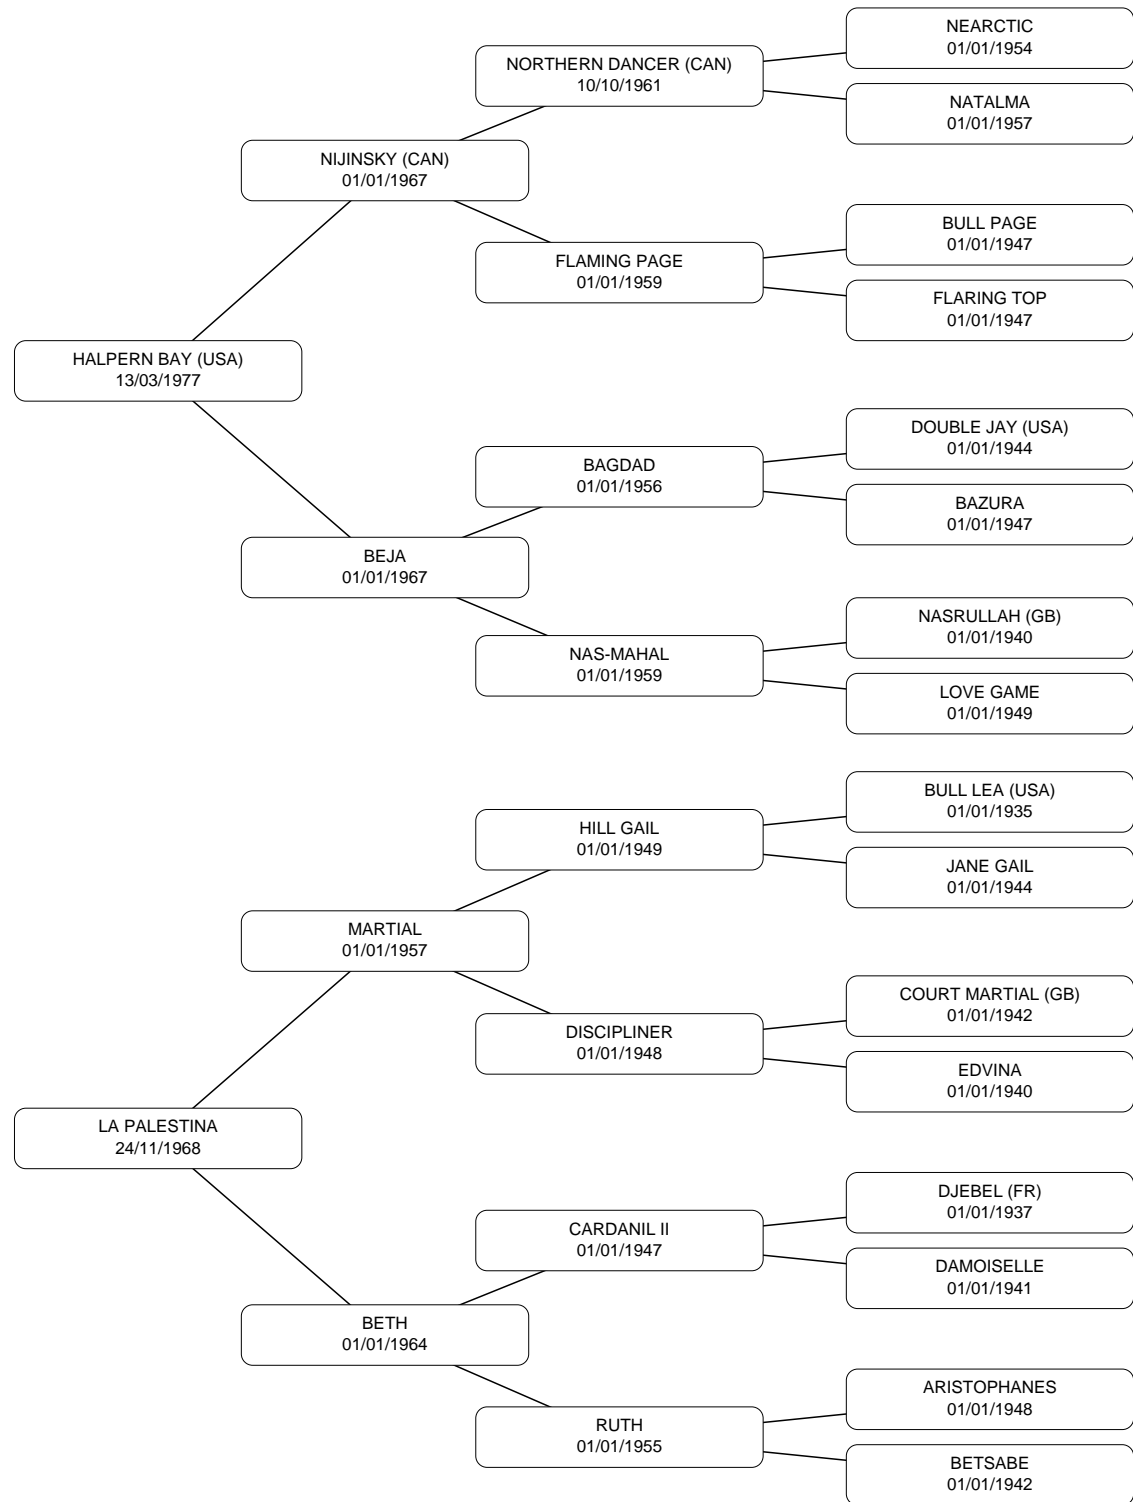 NEARCTIC
01/01/1954
NORTHERN DANCER (CAN)
10/10/1961
NATALMA
01/01/1957
NIJINSKY (CAN)
01/01/1967
BULL PAGE
01/01/1947
FLAMING PAGE
01/01/1959
FLARING TOP
01/01/1947
HALPERN BAY (USA)
13/03/1977
DOUBLE JAY (USA)
01/01/1944
BAGDAD
01/01/1956
BAZURA
01/01/1947
BEJA
01/01/1967
NASRULLAH (GB)
01/01/1940
NAS-MAHAL
01/01/1959
LOVE GAME
01/01/1949
BULL LEA (USA)
01/01/1935
HILL GAIL
01/01/1949
JANE GAIL
01/01/1944
MARTIAL
01/01/1957
COURT MARTIAL (GB)
01/01/1942
DISCIPLINER
01/01/1948
EDVINA
01/01/1940
LA PALESTINA
24/11/1968
DJEBEL (FR)
01/01/1937
CARDANIL II
01/01/1947
DAMOISELLE
01/01/1941
BETH
01/01/1964
ARISTOPHANES
01/01/1948
RUTH
01/01/1955
BETSABE
01/01/1942